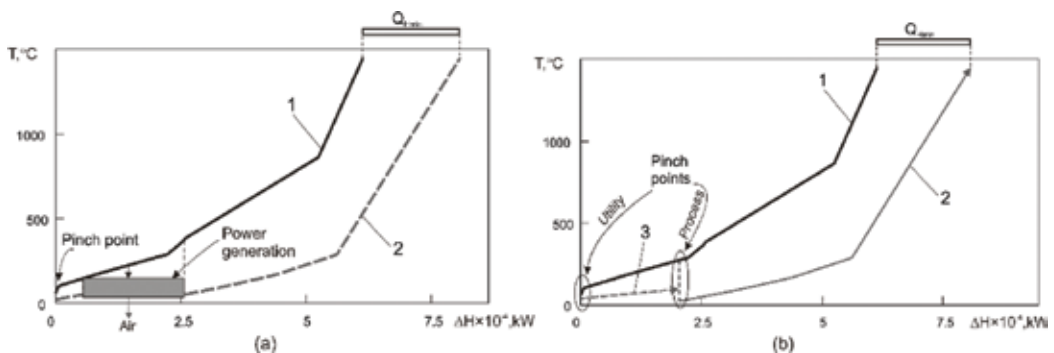 T,°C
1000
500
0
0
2.5
5
7.5
ΔH×10⁻⁴,kW
1
2
Pinch point
Power
generation
Air
(a)
T,°C
Q
1000
500
0
0
2.5
5
7.5
ΔH×10⁻⁴,kW
1
2
3
Pinch
points
Utility
Process
(b)